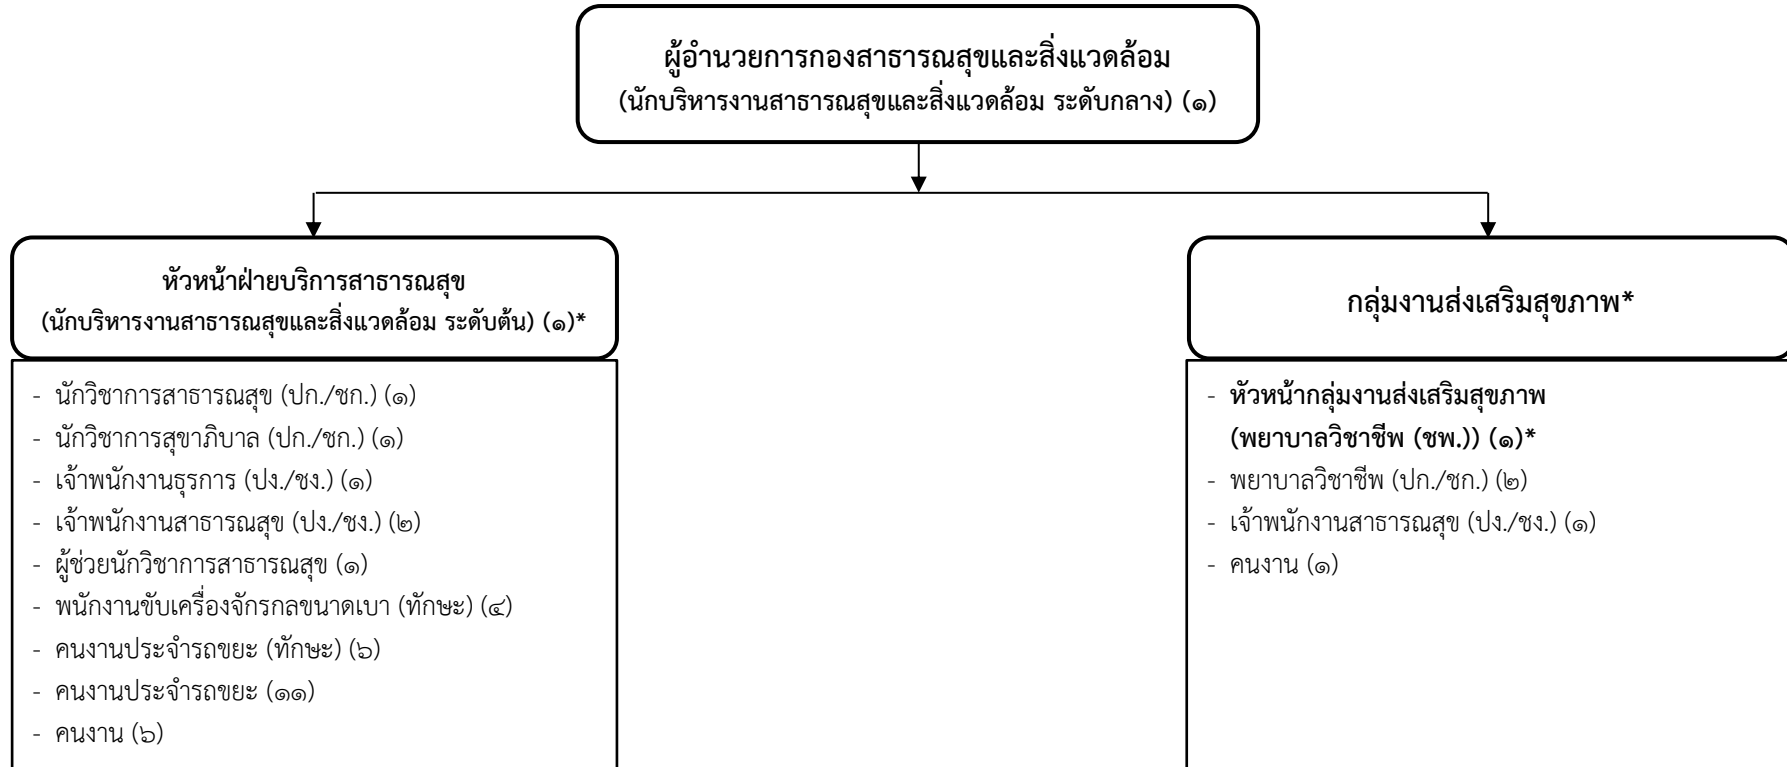 ผู้อำนวยการกองสาธารณสุขและสิ่งแวดล้อม
(นักบริหารงานสาธารณสุขและสิ่งแวดล้อม ระดับกลาง) (๑)
หัวหน้าฝ่ายบริการสาธารณสุข
(นักบริหารงานสาธารณสุขและสิ่งแวดล้อม ระดับต้น) (๑)*
- นักวิชาการสาธารณสุข (ปก./ชก.) (๑)
- นักวิชาการสุขาภิบาล (ปก./ชก.) (๑)
- เจ้าพนักงานธุรการ (ปง./ชง.) (๑)
- เจ้าพนักงานสาธารณสุข (ปง./ชง.) (๒)
- ผู้ช่วยนักวิชาการสาธารณสุข (๑)
- พนักงานขับเครื่องจักรกลขนาดเบา (ทักษะ) (๔)
- คนงานประจำรถขยะ (ทักษะ) (๖)
- คนงานประจำรถขยะ (๑๑)
- คนงาน (๖)
กลุ่มงานส่งเสริมสุขภาพ*
- หัวหน้ากลุ่มงานส่งเสริมสุขภาพ
(พยาบาลวิชาชีพ (ชพ.)) (๑)*
- พยาบาลวิชาชีพ (ปก./ชก.) (๒)
- เจ้าพนักงานสาธารณสุข (ปง./ชง.) (๑)
- คนงาน (๑)